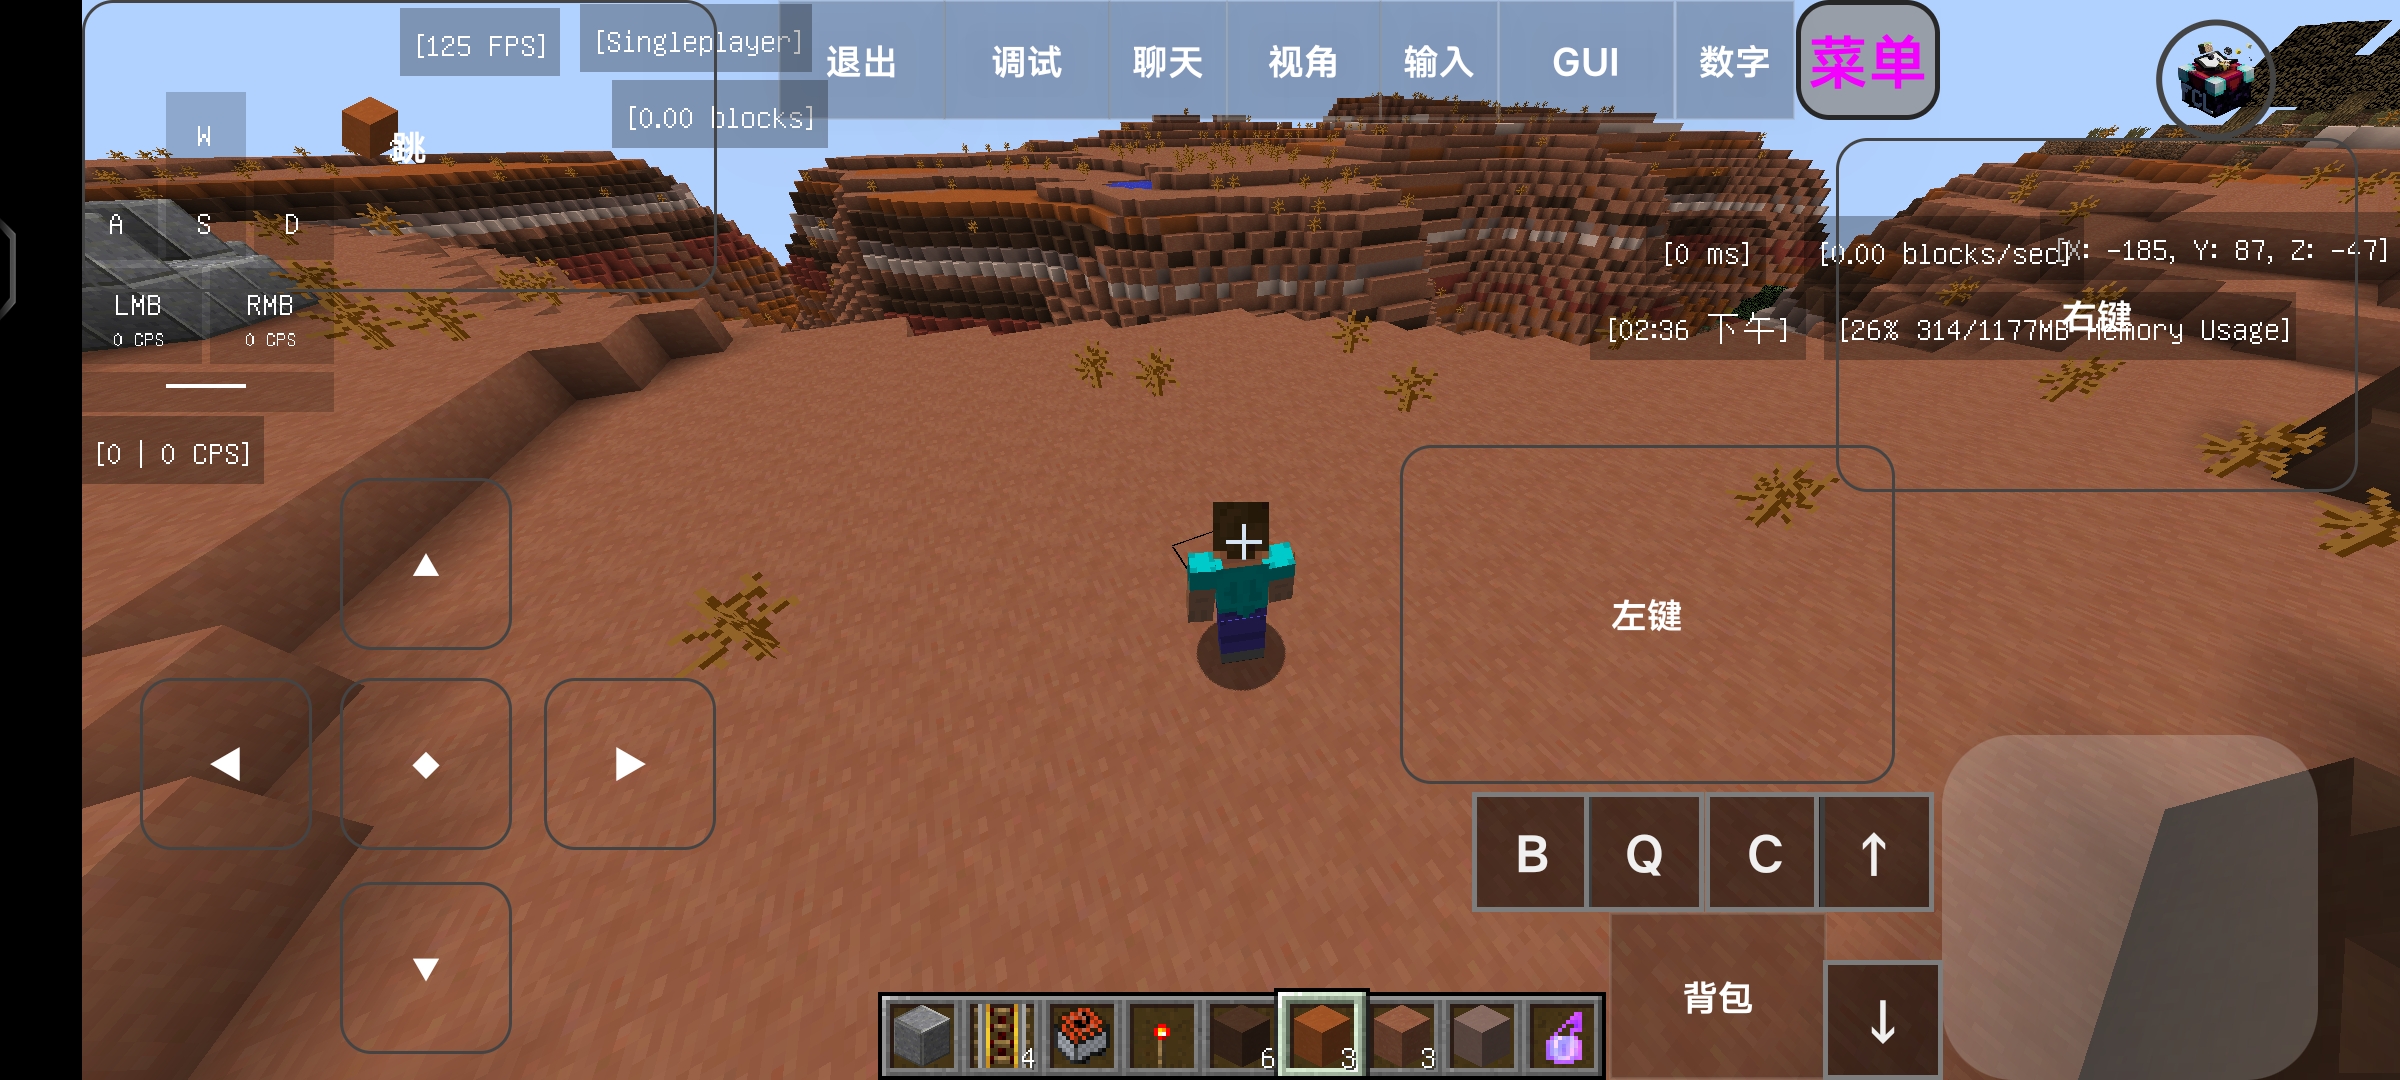 [125 FPS]
[Singleplayer]
退出
调试
聊天
视角
输入
GUI
数字
菜单
TCL
[0.00 blocks]
W
跳
A
S
D
[0 ms]
[0.00 blocks/sec]
[X: -185, Y: 87, Z: -47]
LMB
0 CPS
RMB
0 CPS
右键
[02:36 下午]
[26% 314/1177MB Memory Usage]
[0 | 0 CPS]
▲
左键
◀
◆
▶
B
Q
C
↑
▼
背包
↓
4
6
3
3